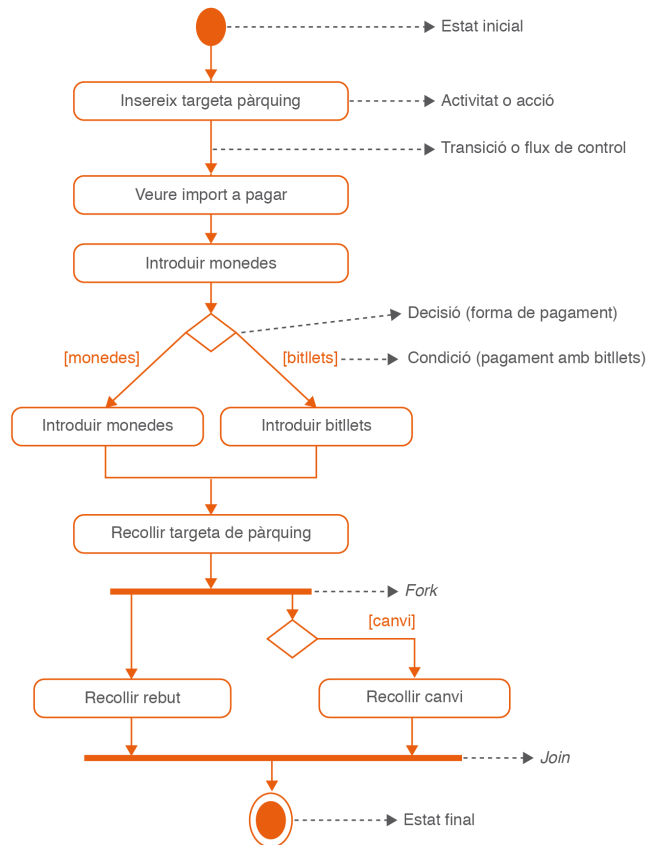 Estat inicial
Insereix targeta pàrquing
Activitat o acció
Transició o flux de control
Veure import a pagar
Introduir monedes
Decisió (forma de pagament)
[monedes]
[bitllets]
Condició (pagament amb bitllets)
Introduir monedes
Introduir bitllets
Recollir targeta de pàrquing
Fork
[canvi]
Recollir rebut
Recollir canvi
Join
Estat final